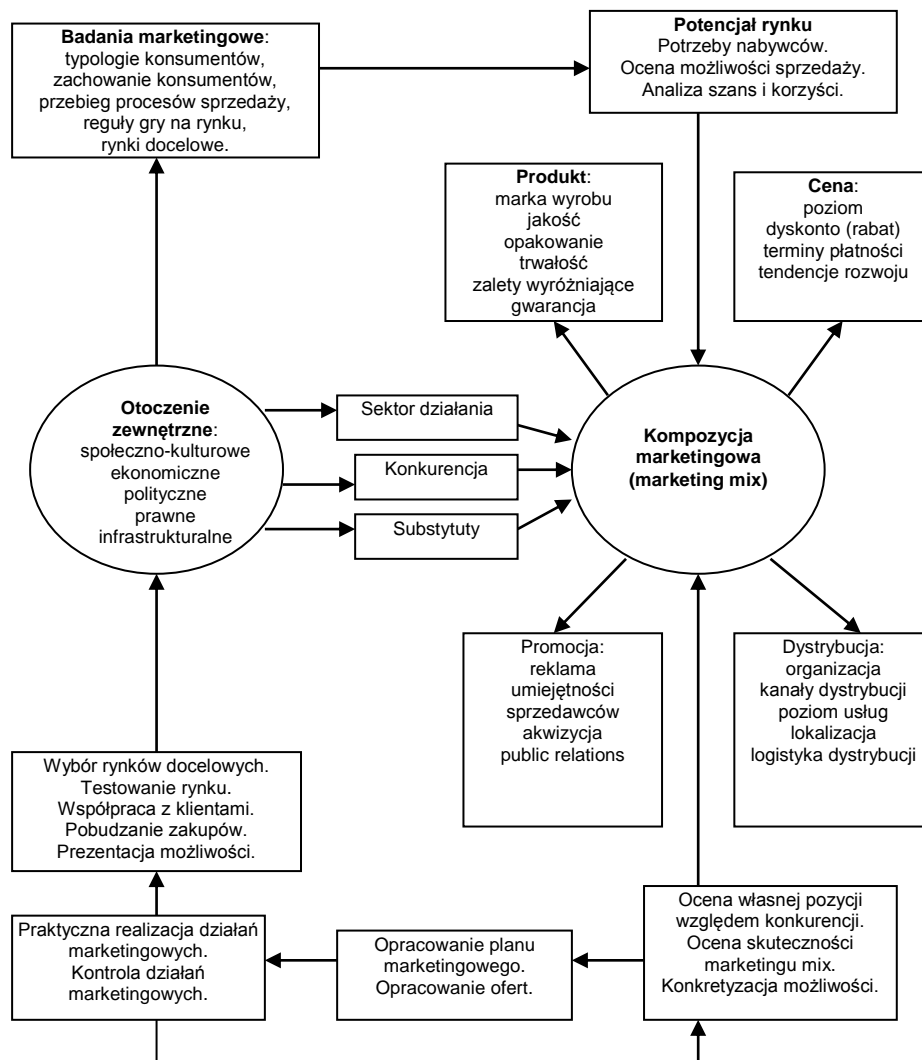 Badania marketingowe:
typologie konsumentów,
zachowanie konsumentów,
przebieg procesów sprzedaży,
reguły gry na rynku,
rynki docelowe.
Potencjał rynku
Potrzeby nabywców.
Ocena możliwości sprzedaży.
Analiza szans i korzyści.
Produkt:
marka wyrobu
jakość
opakowanie
trwałość
zalety wyróżniające
gwarancja
Cena:
poziom
dyskonto (rabat)
terminy płatności
tendencje rozwoju
Otoczenie
zewnętrzne:
społeczno-kulturowe
ekonomiczne
polityczne
prawne
infrastrukturalne
Sektor działania
Konkurencja
Substytuty
Kompozycja
marketingowa
(marketing mix)
Promocja:
reklama
umiejętności
sprzedawców
akwizycja
public relations
Dystrybucja:
organizacja
kanały dystrybucji
poziom usług
lokalizacja
logistyka dystrybucji
Wybór rynków docelowych.
Testowanie rynku.
Współpraca z klientami.
Pobudzanie zakupów.
Prezentacja możliwości.
Praktyczna realizacja działań
marketingowych.
Kontrola działań
marketingowych.
Opracowanie planu
marketingowego.
Opracowanie ofert.
Ocena własnej pozycji
względem konkurencji.
Ocena skuteczności
marketingu mix.
Konkretyzacja możliwości.